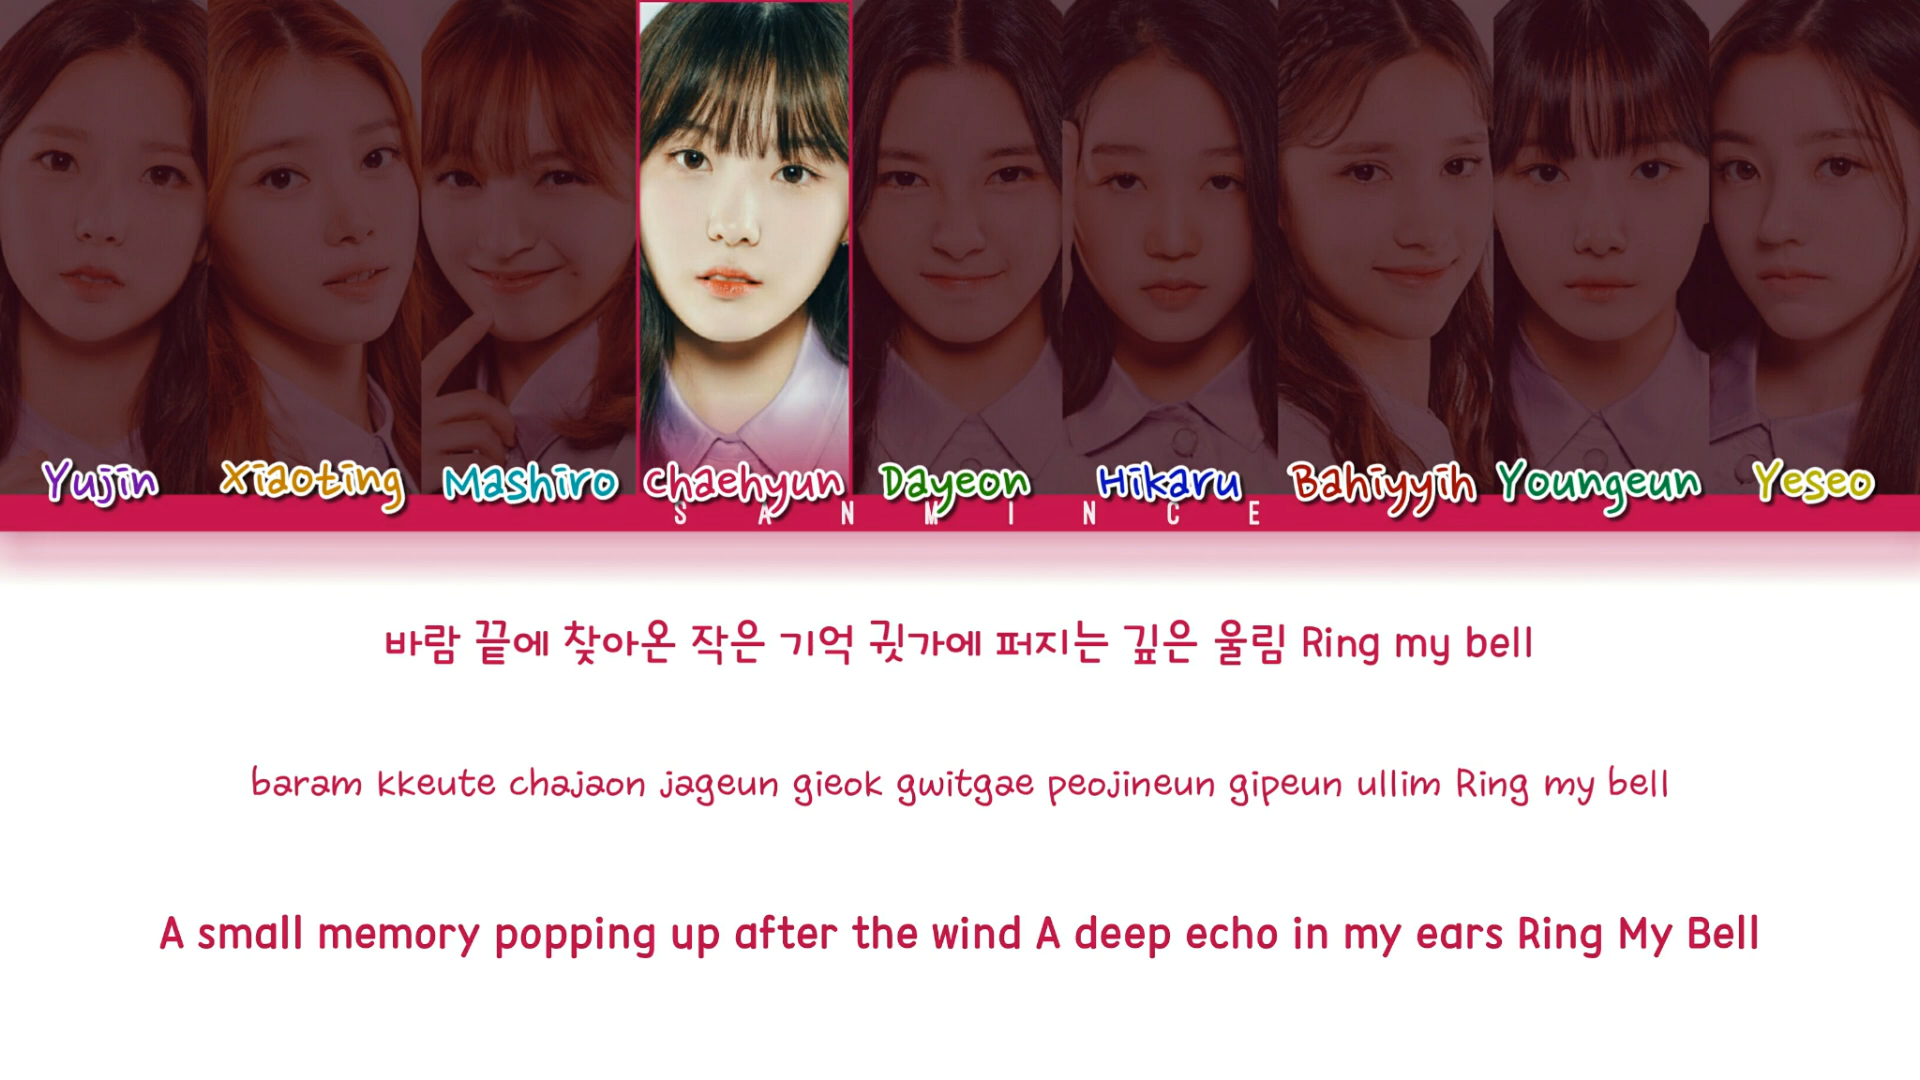 Yujin Xiaoting Mashiro Chaehyun Dayeon Hikaru Bahiyyih Youngeun Yeseo
SANMINCE
바람 끝에 찾아온 작은 기억 귓가에 퍼지는 깊은 울림 Ring my bell
baram kkeute chajaon jageun gieok gwitgae peojineun gipeun ullim Ring my bell
A small memory popping up after the wind A deep echo in my ears Ring My Bell